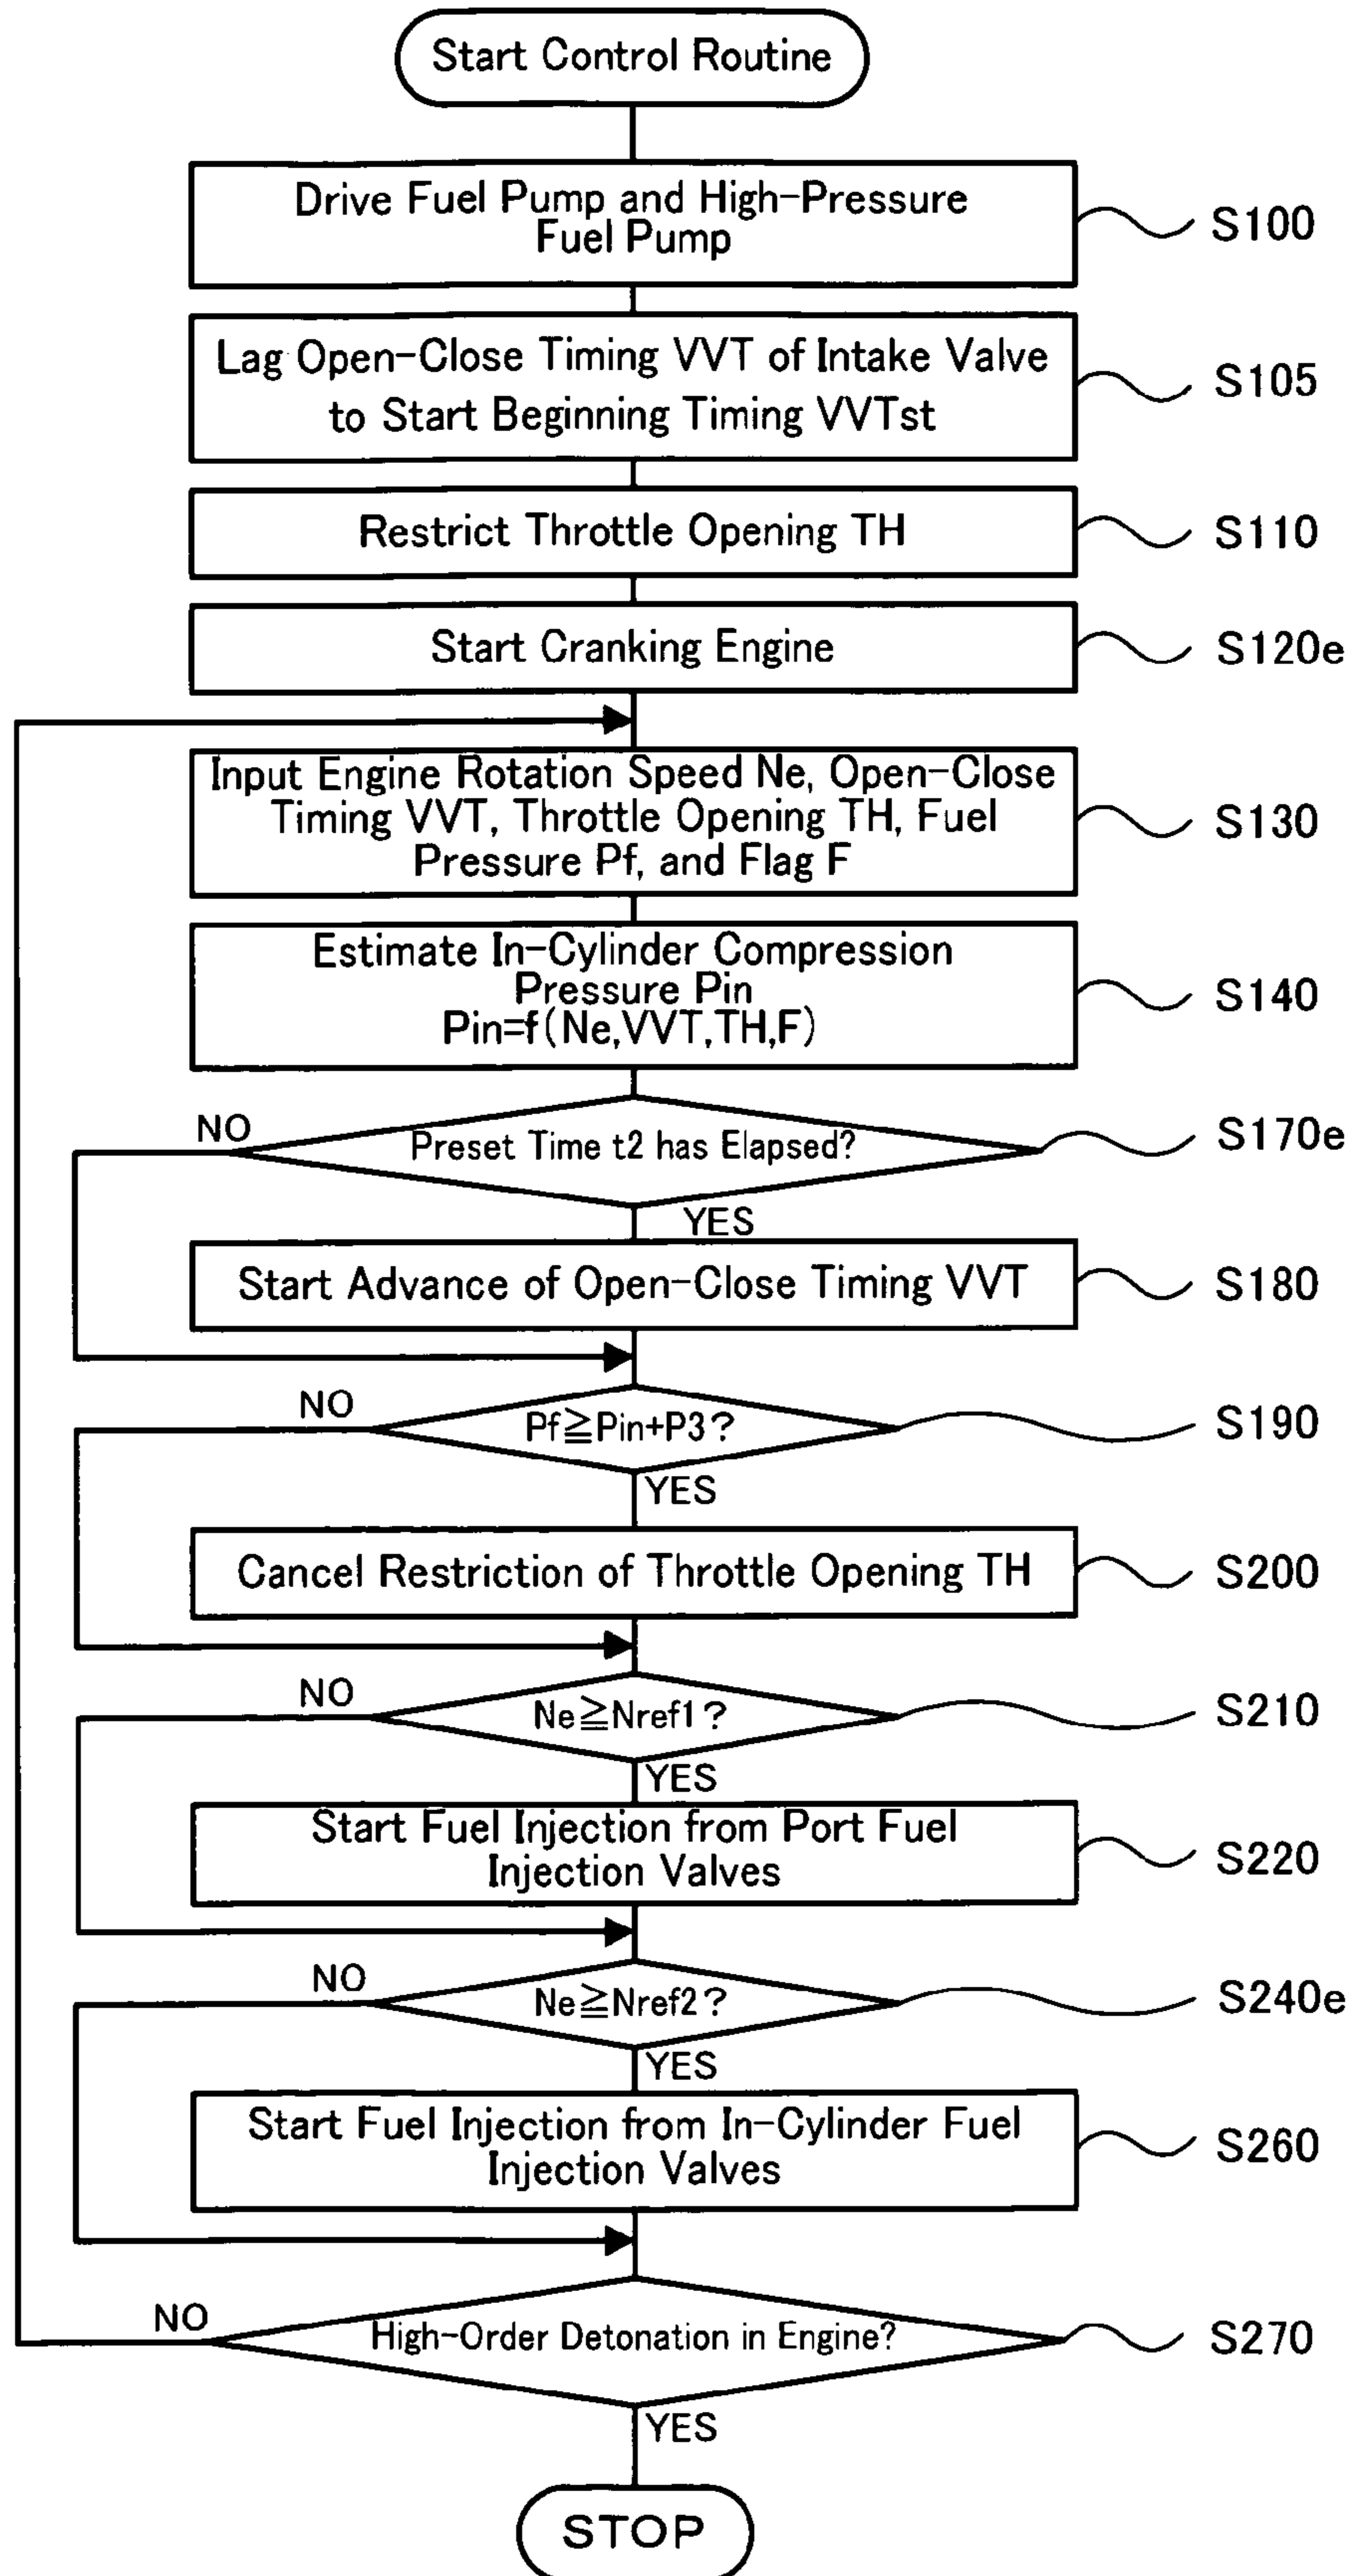 Start Control Routine
Drive Fuel Pump and High-Pressure
Fuel Pump
S100
Lag Open-Close Timing VVT of Intake Valve
to Start Beginning Timing VVTst
S105
Restrict Throttle Opening TH
S110
Start Cranking Engine
S120e
Input Engine Rotation Speed Ne, Open-Close
Timing VVT, Throttle Opening TH, Fuel
Pressure Pf, and Flag F
S130
Estimate In-Cylinder Compression
Pressure Pin
Pin=f(Ne,VVT,TH,F)
S140
NO
Preset Time t2 has Elapsed?
S170e
YES
Start Advance of Open-Close Timing VVT
S180
NO
Pf≧Pin+P3?
S190
YES
Cancel Restriction of Throttle Opening TH
S200
NO
Ne≧Nref1?
S210
YES
Start Fuel Injection from Port Fuel
Injection Valves
S220
NO
Ne≧Nref2?
S240e
YES
Start Fuel Injection from In-Cylinder Fuel
Injection Valves
S260
NO
High-Order Detonation in Engine?
S270
YES
STOP